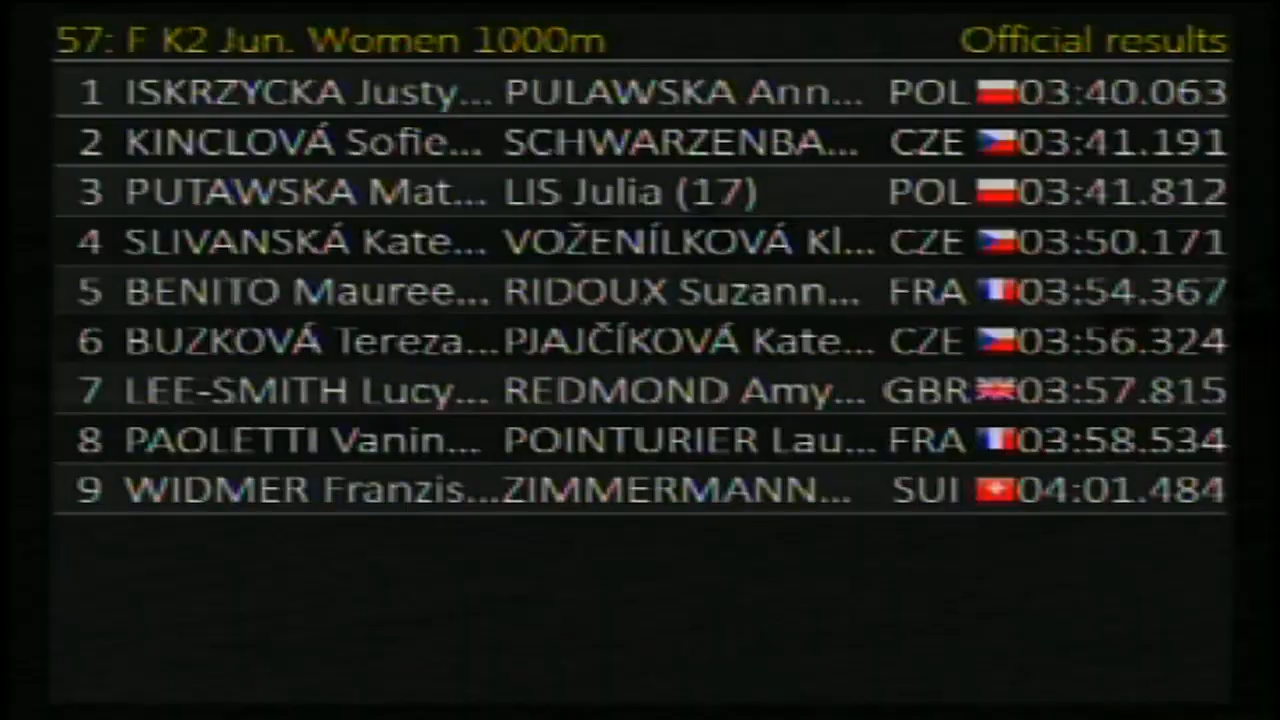 57: F K2 Jun. Women 1000m Official results
1 ISKRZYCKA Justy... PULAWSKA Ann... POL 03:40.063
2 KINCLOVÁ Sofie... SCHWARZENBA... CZE 03:41.191
3 PUTAWSKA Mat... LIS Julia (17) POL 03:41.812
4 SLIVANSKÁ Kate... VOŽENÍLKOVÁ Kl... CZE 03:50.171
5 BENITO Mauree... RIDOUX Suzann... FRA 03:54.367
6 BUZKOVÁ Tereza... PJAJČÍKOVÁ Kate... CZE 03:56.324
7 LEE-SMITH Lucy... REDMOND Amy... GBR 03:57.815
8 PAOLETTI Vanin... POINTURIER Lau... FRA 03:58.534
9 WIDMER Franzis... ZIMMERMANN... SUI 04:01.484